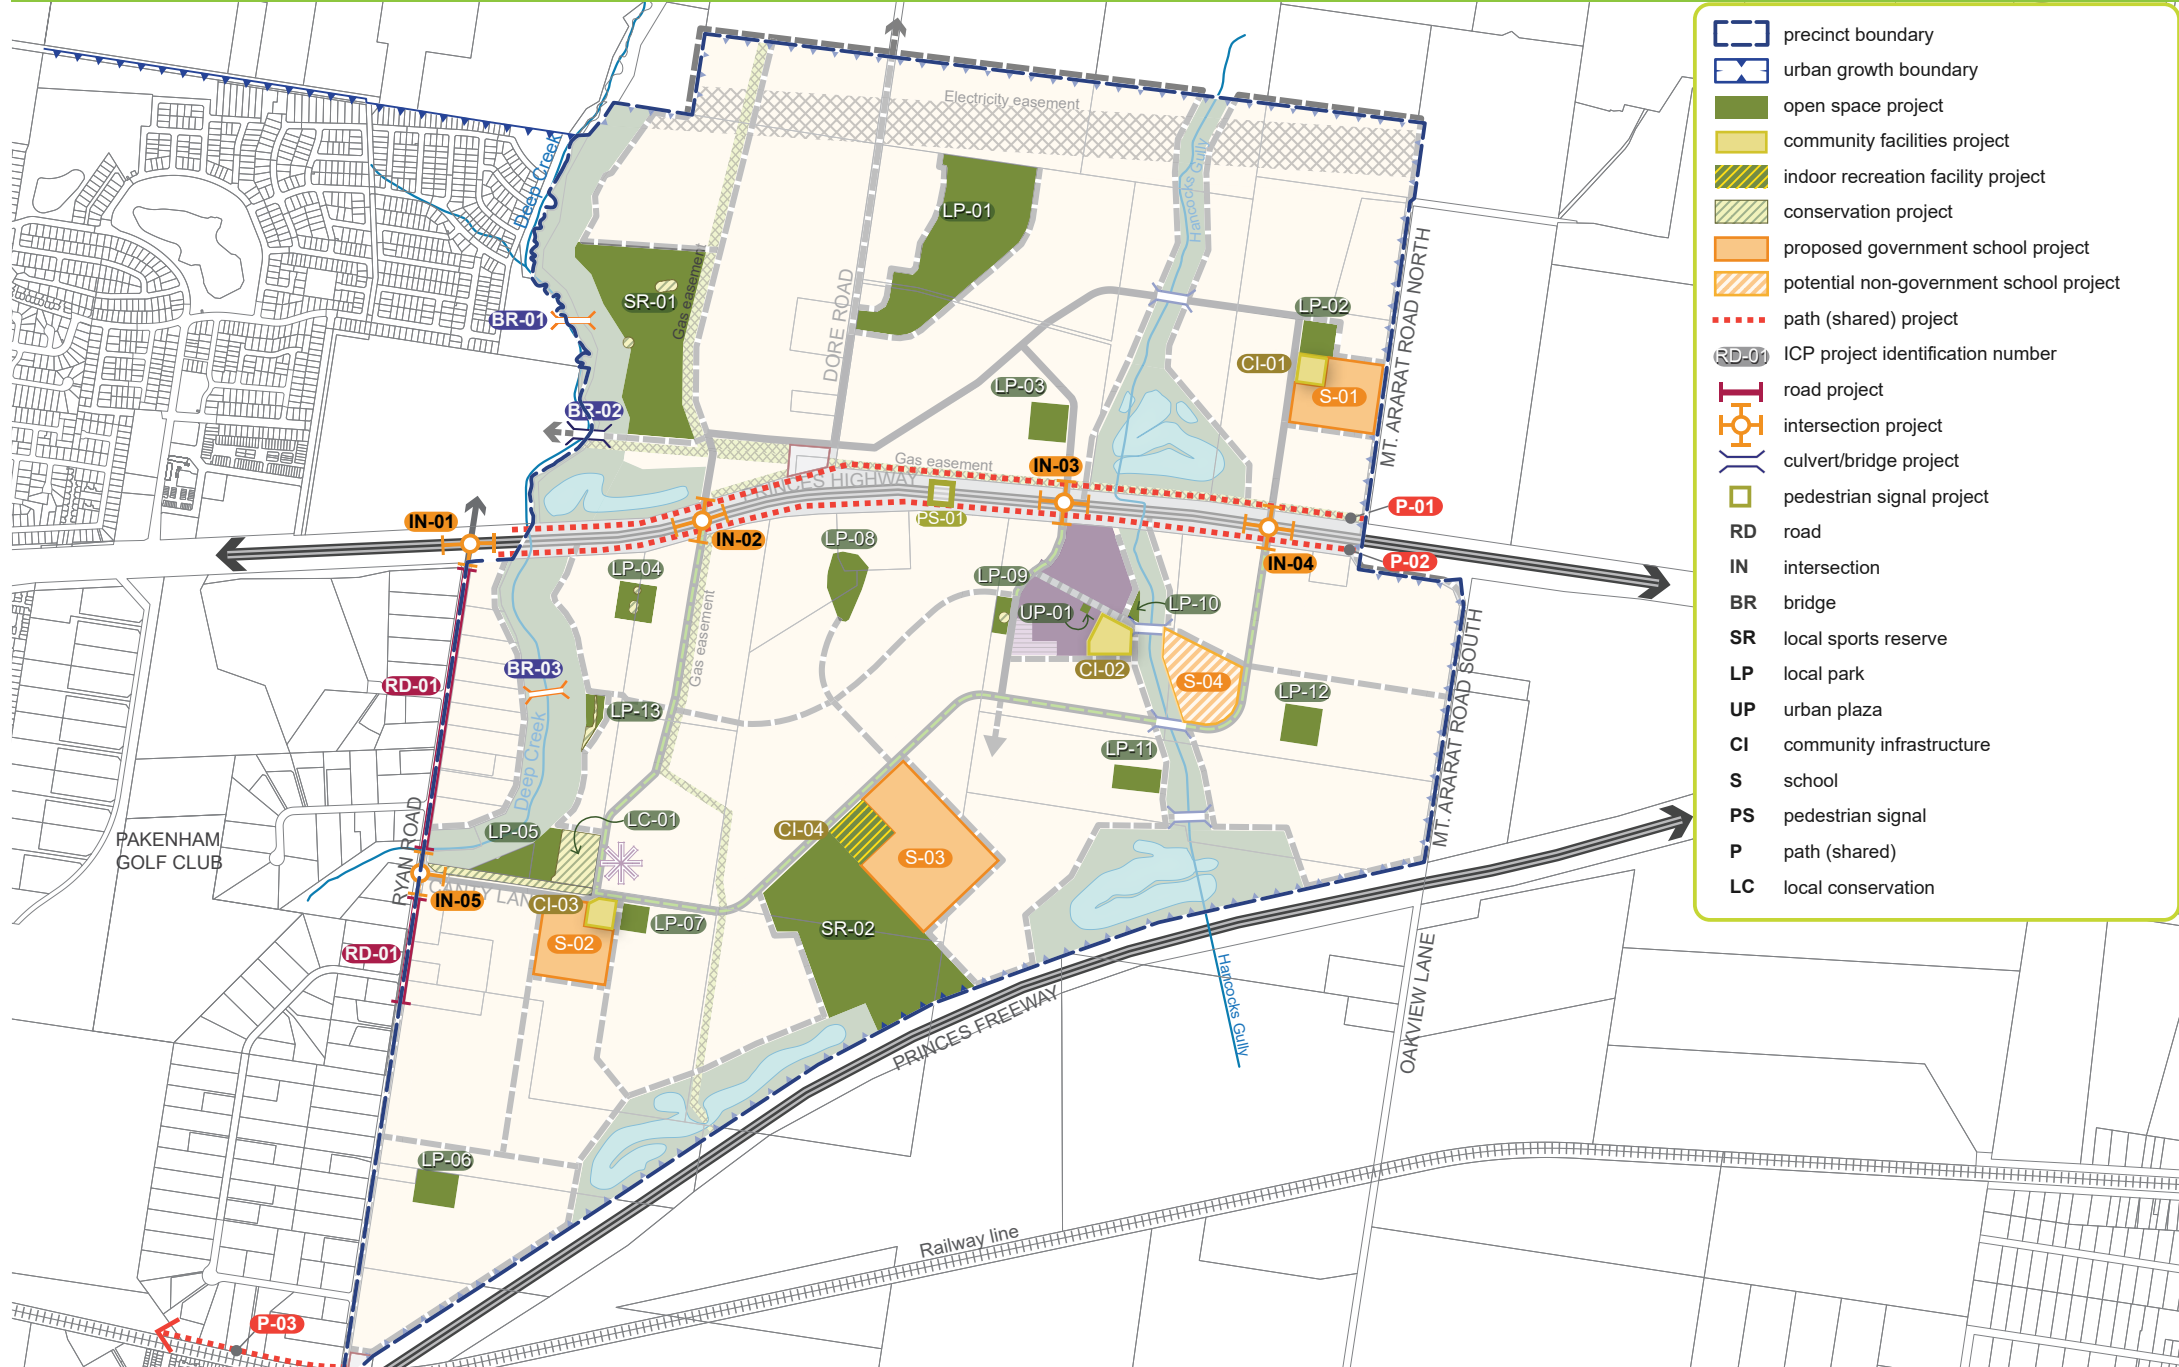 precinct boundary
urban growth boundary
open space project
community facilities project
indoor recreation facility project
conservation project
proposed government school project
potential non-government school project
path (shared) project
RD-01 ICP project identification number
road project
intersection project
culvert/bridge project
pedestrian signal project
RD road
IN intersection
BR bridge
SR local sports reserve
LP local park
UP urban plaza
CI community infrastructure
S school
PS pedestrian signal
P path (shared)
LC local conservation
Electricity easement
Deep Creek
Hancocks Gully
LP-01
MT. ARARAT ROAD NORTH
SR-01
Gas easement
DORE ROAD
BR-01
LP-02
CI-01
S-01
LP-03
BR-02
Gas easement
IN-03
PRINCES HIGHWAY
PS-01
P-01
IN-01
IN-02
LP-08
IN-04
P-02
LP-04
LP-09
UP-01
LP-10
Gas easement
BR-03
CI-02
S-04
RD-01
LP-12
MT. ARARAT ROAD SOUTH
LP-13
LP-11
Deep Creek
RYAN ROAD
PAKENHAM
GOLF CLUB
LP-05
LC-01
CI-04
S-03
CANTY LANE
IN-05
CI-03
LP-07
SR-02
S-02
RD-01
OAKVIEW LANE
Hancocks Gully
PRINCES FREEWAY
LP-06
Railway line
P-03